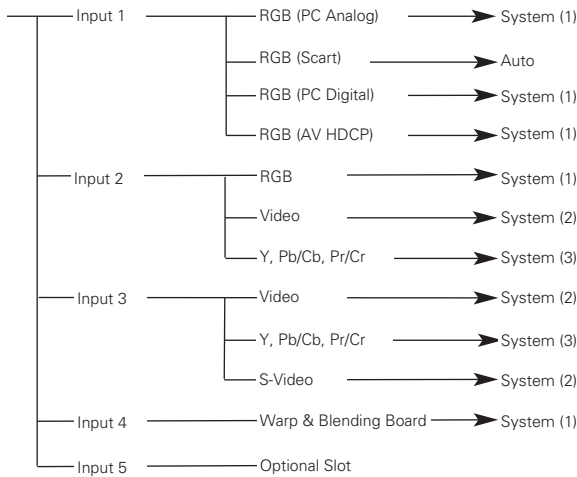 Input 1 RGB (PC Analog) System (1)
RGB (Scart) Auto
RGB (PC Digital) System (1)
RGB (AV HDCP) System (1)
Input 2 RGB System (1)
Video System (2)
Y, Pb/Cb, Pr/Cr System (3)
Input 3 Video System (2)
Y, Pb/Cb, Pr/Cr System (3)
S-Video System (2)
Input 4 Warp & Blending Board System (1)
Input 5 Optional Slot